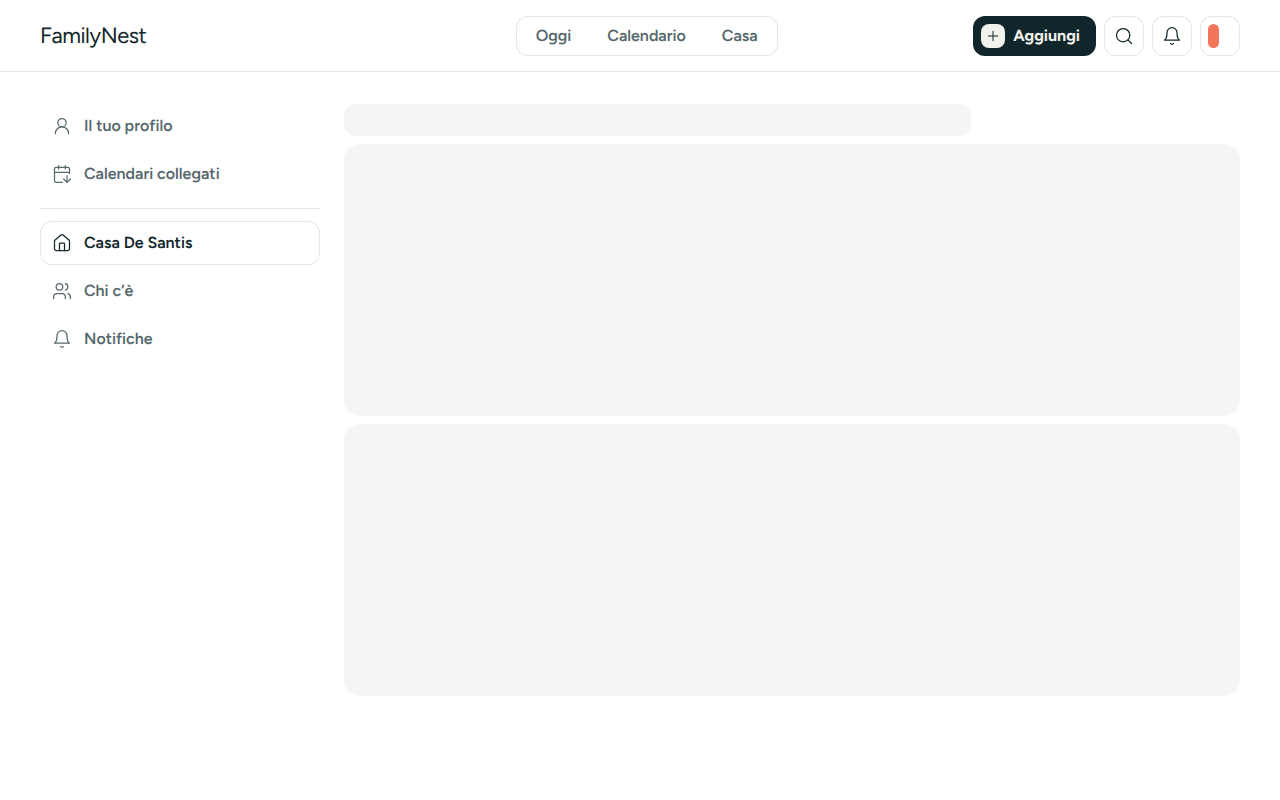 FamilyNest
Oggi
Calendario
Casa
Aggiungi
Il tuo profilo
Calendari collegati
Casa De Santis
Chi c’è
Notifiche